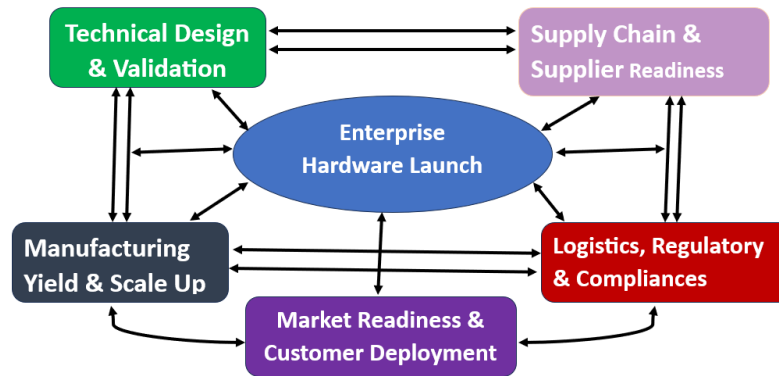 Technical Design
& Validation
Supply Chain &
Supplier Readiness
Enterprise
Hardware Launch
Manufacturing
Yield & Scale Up
Logistics, Regulatory
& Compliances
Market Readiness &
Customer Deployment